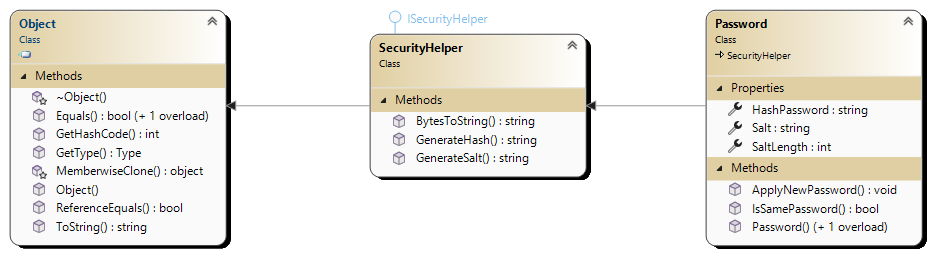 Object
Class
Methods
~Object()
Equals() : bool (+ 1 overload)
GetHashCode() : int
GetType() : Type
MemberwiseClone() : object
Object()
ReferenceEquals() : bool
ToString() : string
ISecurityHelper
SecurityHelper
Class
Methods
BytesToString() : string
GenerateHash() : string
GenerateSalt() : string
Password
Class
SecurityHelper
Properties
HashPassword : string
Salt : string
SaltLength : int
Methods
ApplyNewPassword() : void
IsSamePassword() : bool
Password() (+ 1 overload)